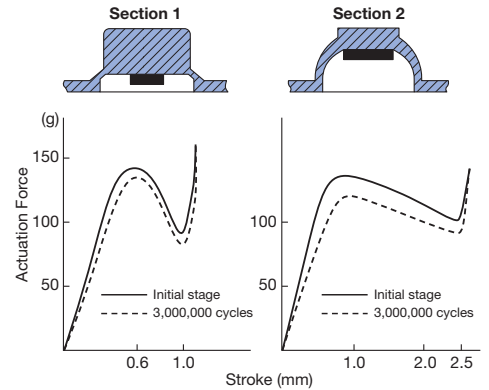 Section 1
Section 2
(g)
150
100
50
Actuation Force
Initial stage
3,000,000 cycles
0.6
1.0
100
50
Initial stage
3,000,000 cycles
1.0
2.0
2.5
Stroke (mm)